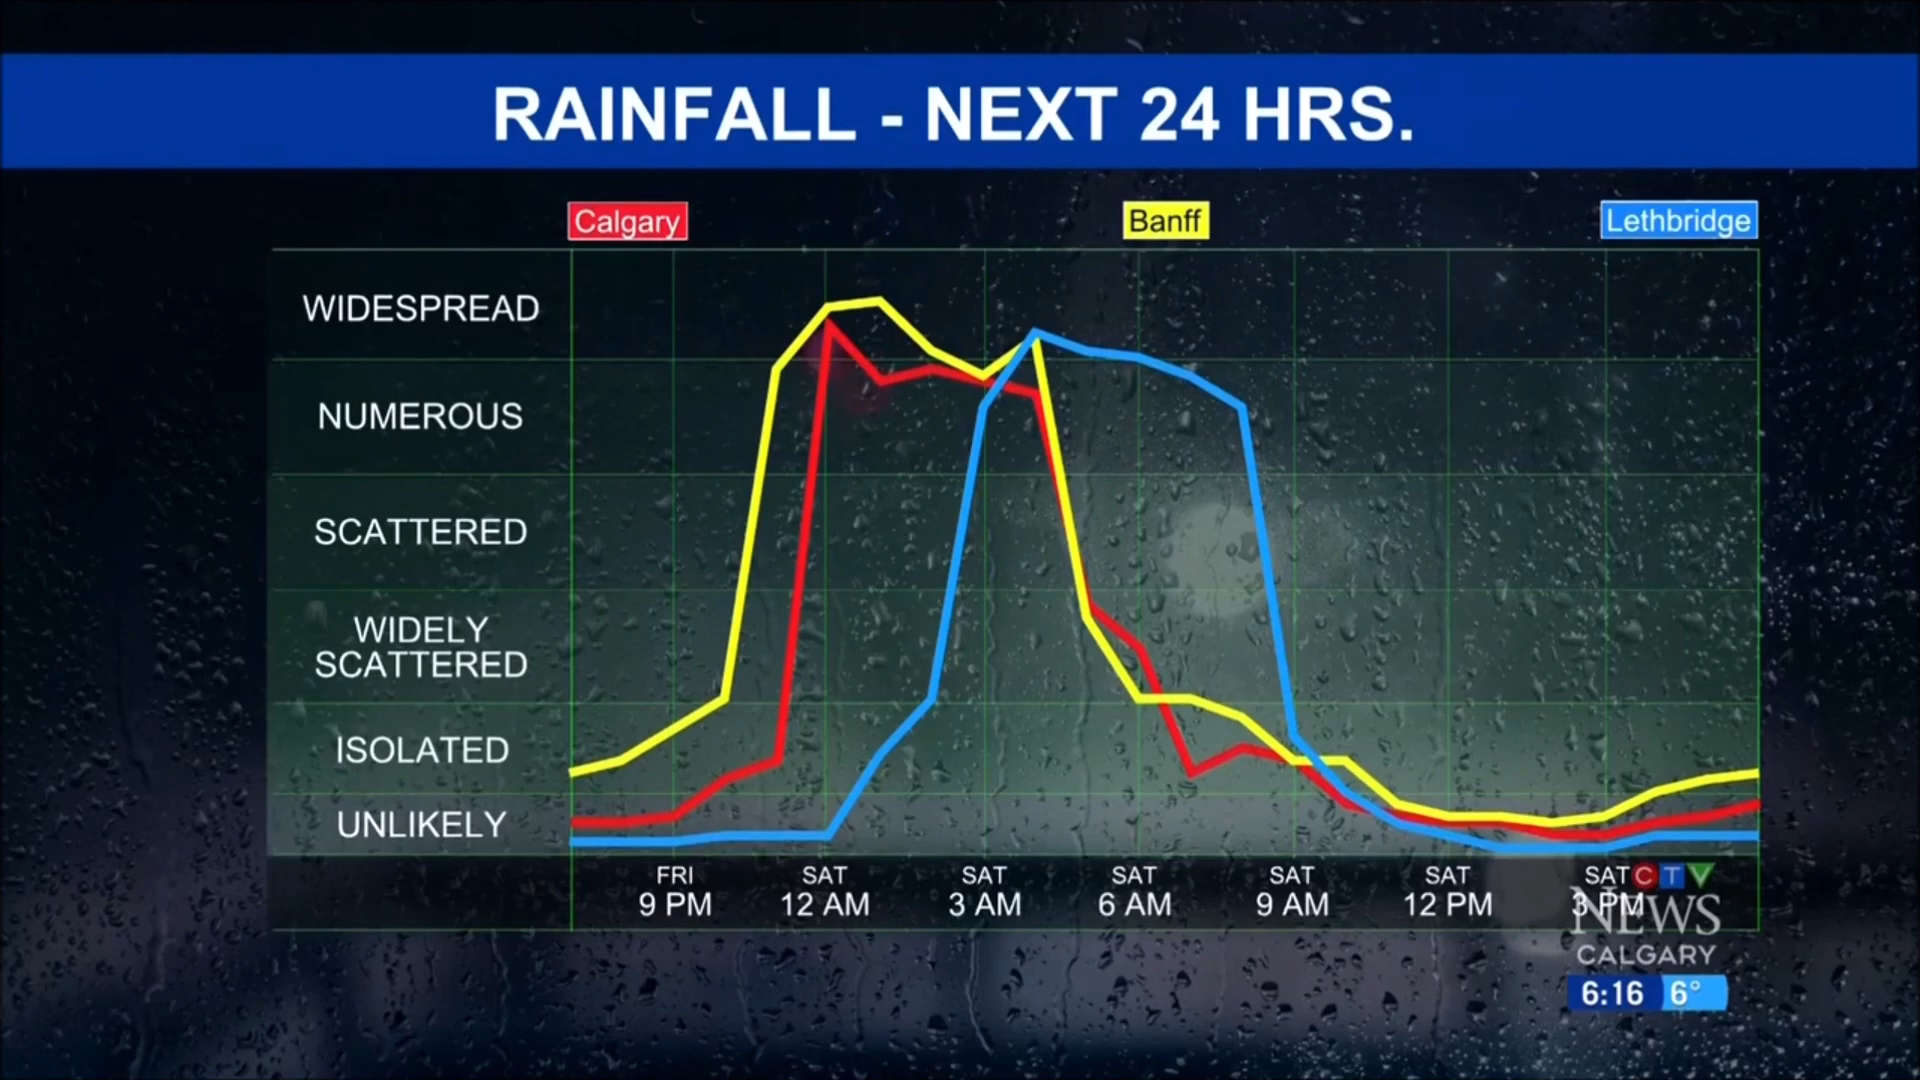 RAINFALL - NEXT 24 HRS.
Calgary Banff Lethbridge
WIDESPREAD
NUMEROUS
SCATTERED
WIDELY
SCATTERED
ISOLATED
UNLIKELY
FRI SAT SAT SAT SAT SAT SAT
9 PM 12 AM 3 AM 6 AM 9 AM 12 PM 3 PM
CTV
NEWS
CALGARY
6:16 6°